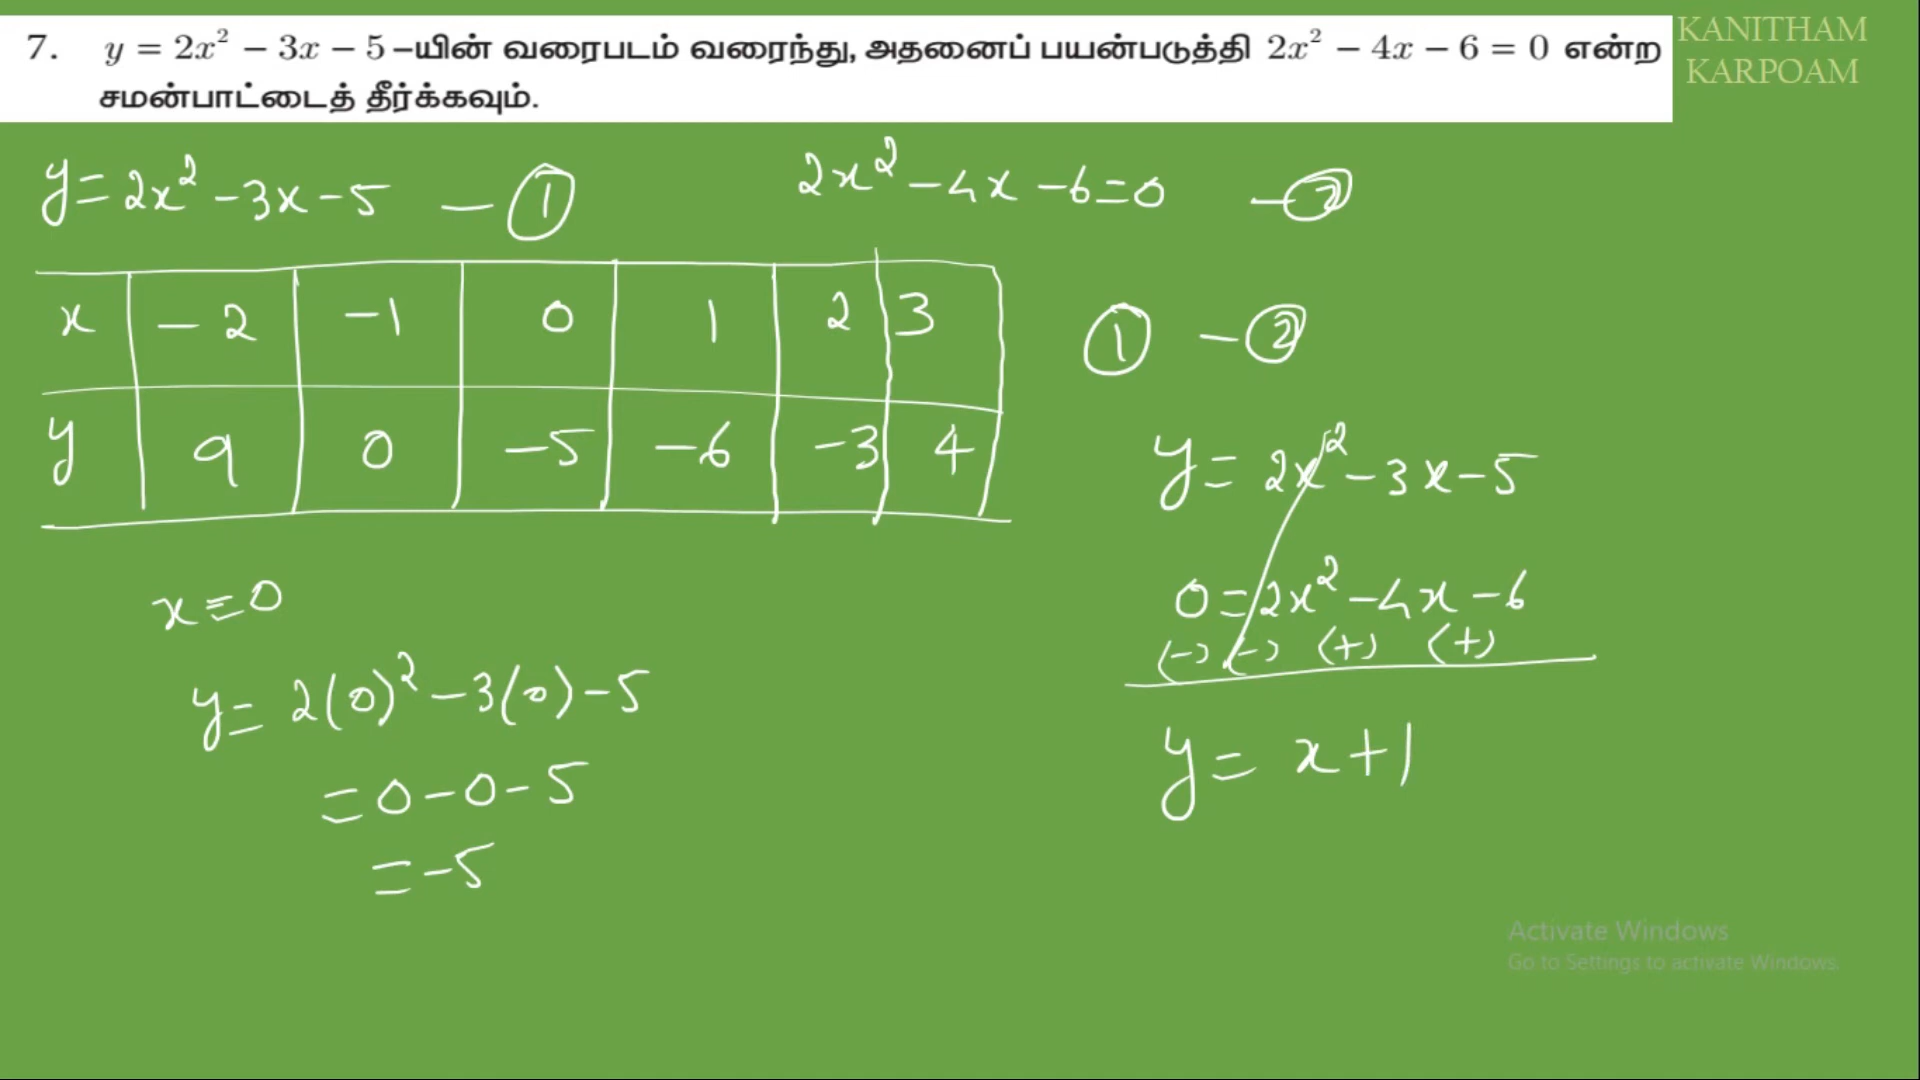 7. y = 2x² − 3x − 5 –யின் வரைபடம் வரைந்து, அதனைப் பயன்படுத்தி 2x² − 4x − 6 = 0 என்ற
சமன்பாட்டைத் தீர்க்கவும்.
KANITHAM
KARPOAM
y = 2x² − 3x − 5 — ①
2x² − 4x − 6 = 0 — ②
x −2 −1 0 1 2 3
y 9 0 −5 −6 −3 4
① − ②
y = 2x² − 3x − 5
0 = 2x² − 4x − 6
(−) (−) (+) (+)
y = x + 1
x = 0
y = 2(0)² − 3(0) − 5
= 0 − 0 − 5
= −5
Activate Windows
Go to Settings to activate Windows.